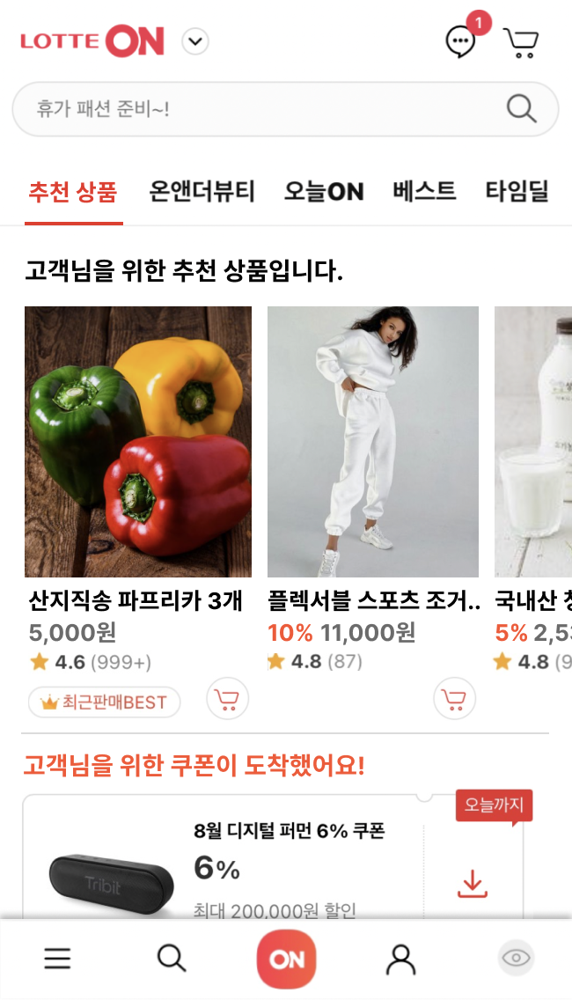 LOTTE ON
1
휴가 패션 준비~!
추천 상품 온앤더뷰티 오늘ON 베스트 타임딜
고객님을 위한 추천 상품입니다.
산지직송 파프리카 3개
5,000원
4.6 (999+)
최근판매BEST
플렉서블 스포츠 조거..
10% 11,000원
4.8 (87)
국내산
5% 2,53
4.8 (9
고객님을 위한 쿠폰이 도착했어요!
오늘까지
Tribit
8월 디지털 퍼먼 6% 쿠폰
6%
최대 200,000원 할인
ON